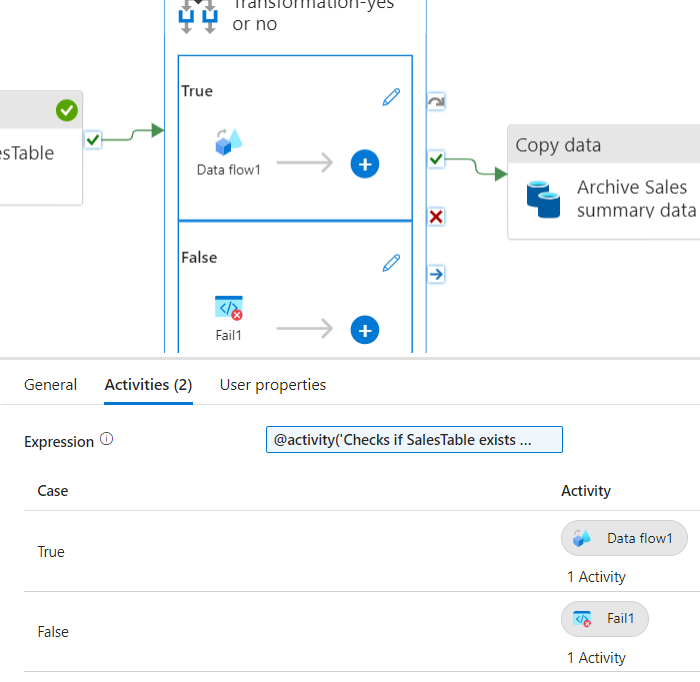 Transformation-yes
or no
True
Data flow1
esTable
Copy data
Archive Sales
summary data
False
Fail1
General
Activities (2)
User properties
Expression
@activity('Checks if SalesTable exists ...
Case
Activity
True
Data flow1
1 Activity
False
Fail1
1 Activity